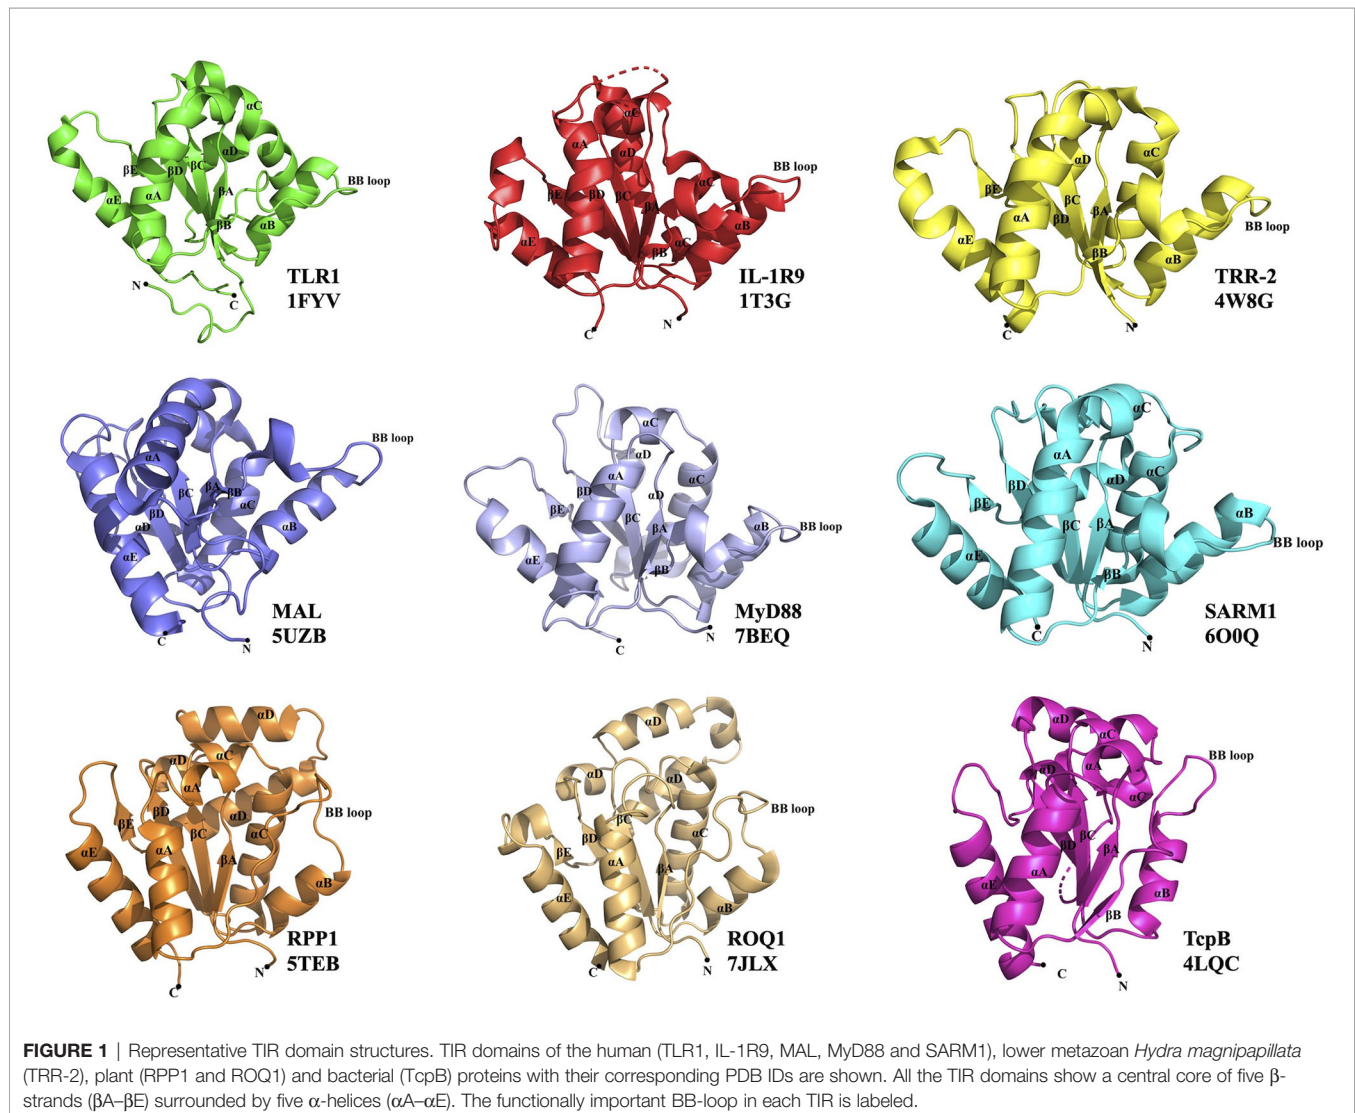 αC
αD
βC
βE
βD
αE
αA
βA
BB loop
βB
αB
N
C
TLR1
1FYV
αC
αA
αD
BB loop
βE
βD
βC
αC
βA
αB
αE
βB
αC
IL-1R9
1T3G
N
C
αD
αC
βE
βC
αA
βD
βA
BB loop
αE
βB
αB
TRR-2
4W8G
C
N
BB loop
αA
βC
βA
βB
αC
βD
αD
αB
αE
MAL
5UZB
C
N
αC
αD
αA
αC
βD
αD
βE
βC
βA
αB
BB loop
αE
βB
MyD88
7BEQ
N
C
αC
αA
αC
βD
αD
βE
αB
βC
βA
BB loop
αE
βB
SARM1
6O0Q
C
N
αD
αD
αC
αA
βD
αD
BB loop
βE
βC
αC
αE
αA
βA
αB
RPP1
5TEB
N
C
αD
αD
αD
BB loop
βC
βD
αC
βE
αA
βA
αE
αB
ROQ1
7JLX
C
N
αD
αC
BB loop
αD
αA
αC
βC
βD
βA
αE
αA
αB
βB
TcpB
4LQC
C
N
FIGURE 1 | Representative TIR domain structures. TIR domains of the human (TLR1, IL-1R9, MAL, MyD88 and SARM1), lower metazoan Hydra magnipapillata
(TRR-2), plant (RPP1 and ROQ1) and bacterial (TcpB) proteins with their corresponding PDB IDs are shown. All the TIR domains show a central core of five β-
strands (βA–βE) surrounded by five α-helices (αA–αE). The functionally important BB-loop in each TIR is labeled.